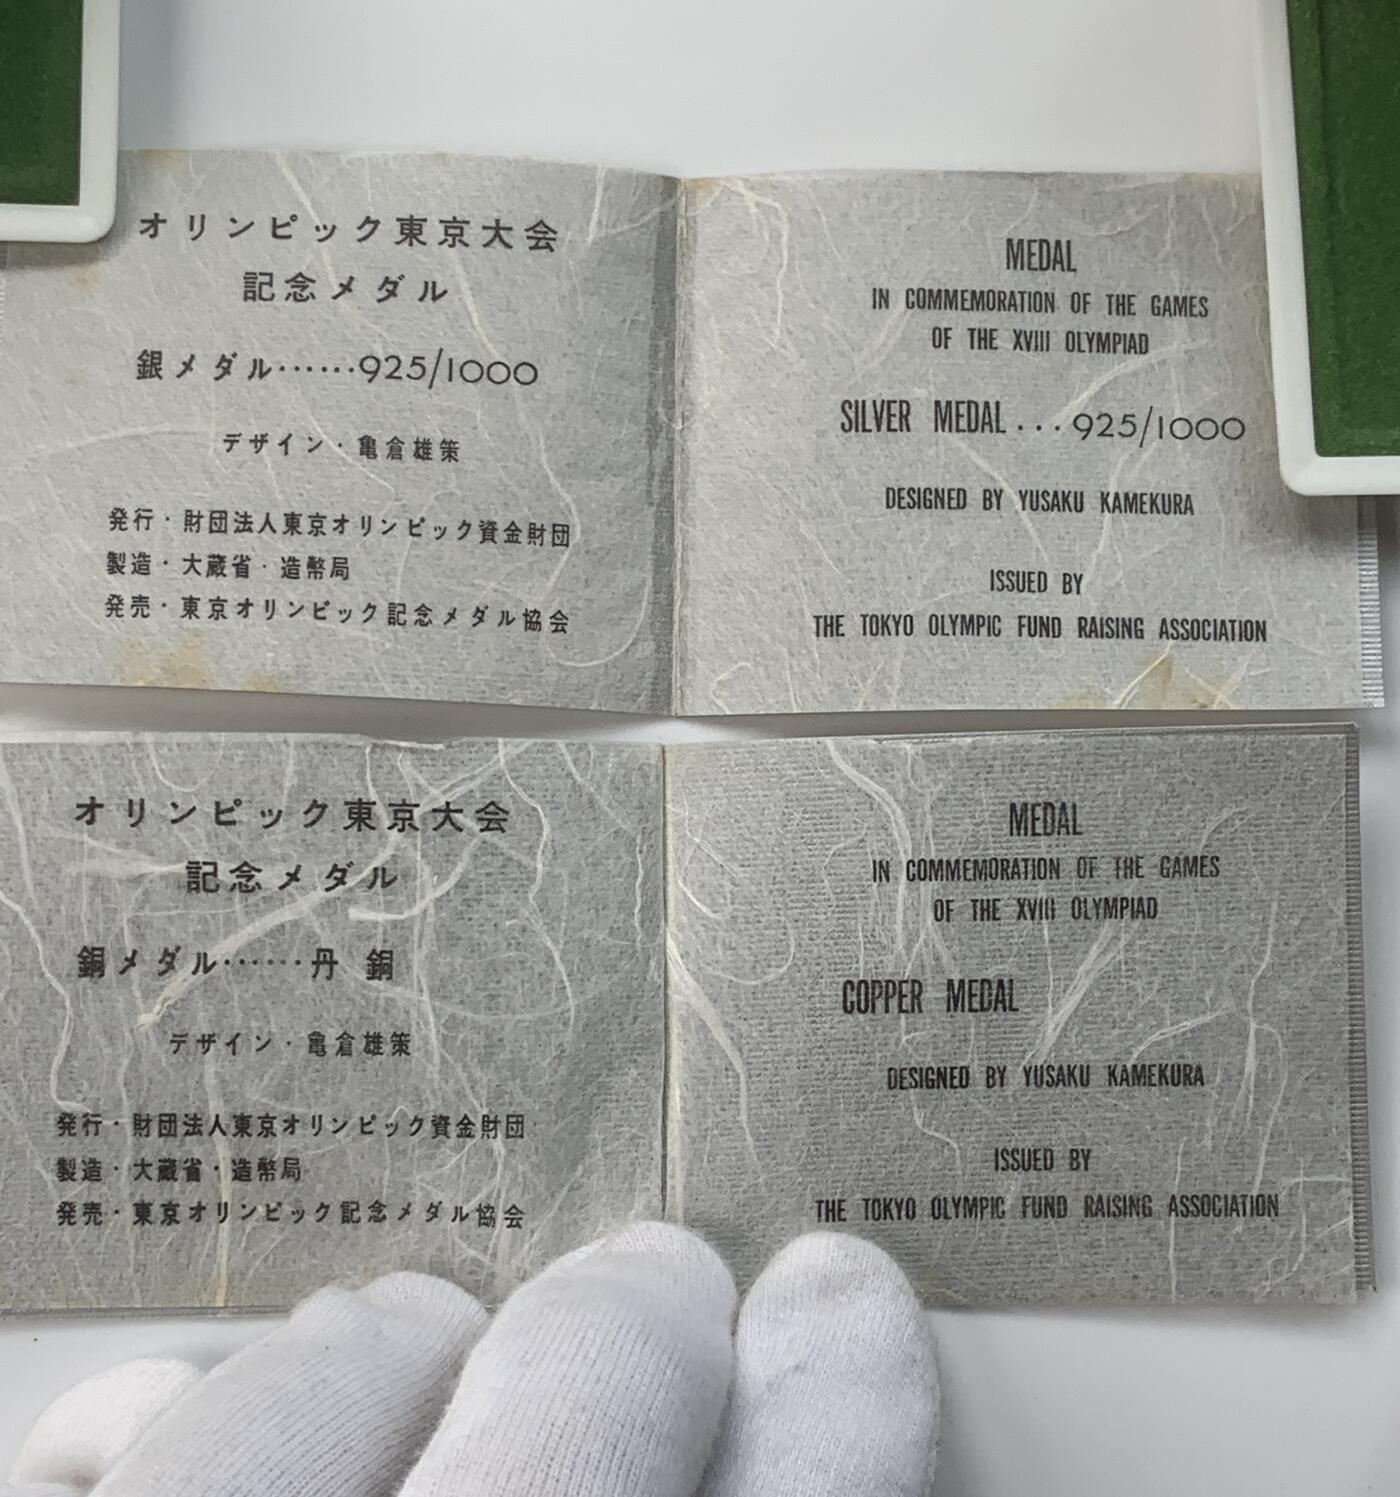 オリンピック東京大会
記念メダル
銀メダル……925/1000
デザイン・亀倉雄策
発行・財団法人東京オリンピック資金財団
製造・大蔵省・造幣局
発売・東京オリンピック記念メダル協会
MEDAL
IN COMMEMORATION OF THE GAMES
OF THE XVIII OLYMPIAD
SILVER MEDAL...925/1000
DESIGNED BY YUSAKU KAMEKURA
ISSUED BY
THE TOKYO OLYMPIC FUND RAISING ASSOCIATION
オリンピック東京大会
記念メダル
銅メダル……丹 銅
デザイン・亀倉雄策
発行・財団法人東京オリンピック資金財団
製造・大蔵省・造幣局
発売・東京オリンピック記念メダル協会
MEDAL
IN COMMEMORATION OF THE GAMES
OF THE XVIII OLYMPIAD
COPPER MEDAL
DESIGNED BY YUSAKU KAMEKURA
ISSUED BY
THE TOKYO OLYMPIC FUND RAISING ASSOCIATION